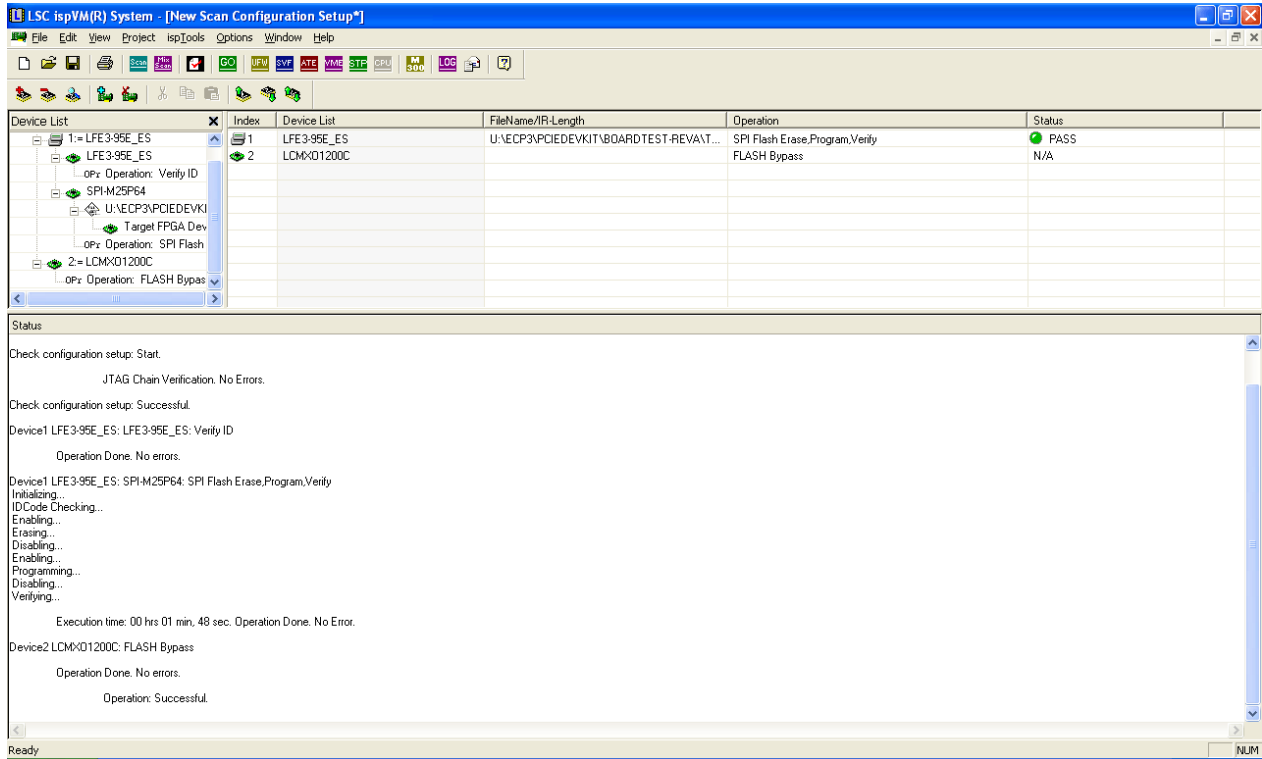 LSC ispVM(R) System - [New Scan Configuration Setup*]
File Edit View Project ispTools Options Window Help
Scan Mix Scan GO UFW SVF ATE VME STP CPU M 300 LOG
Device List Index Device List FileName/IR-Length Operation Status
1:= LFE3-95E_ES
LFE3-95E_ES
OPr Operation: Verify ID
SPI-M25P64
U:\ECP3\PCIEDEVKI
Target FPGA Dev
OPr Operation: SPI Flash
2:= LCMXO1200C
OPr Operation: FLASH Bypas
1 LFE3-95E_ES U:\ECP3\PCIEDEVKIT\BOARDTEST-REVA\T... SPI Flash Erase,Program,Verify PASS
2 LCMXO1200C FLASH Bypass N/A
Status
Check configuration setup: Start.
JTAG Chain Verification. No Errors.
Check configuration setup: Successful.
Device1 LFE3-95E_ES: LFE3-95E_ES: Verify ID
Operation Done. No errors.
Device1 LFE3-95E_ES: SPI-M25P64: SPI Flash Erase,Program,Verify
Initializing...
IDCode Checking...
Enabling...
Erasing...
Disabling...
Enabling...
Programming...
Disabling...
Verifying...
Execution time: 00 hrs 01 min, 48 sec. Operation Done. No Error.
Device2 LCMXO1200C: FLASH Bypass
Operation Done. No errors.
Operation: Successful.
Ready NUM